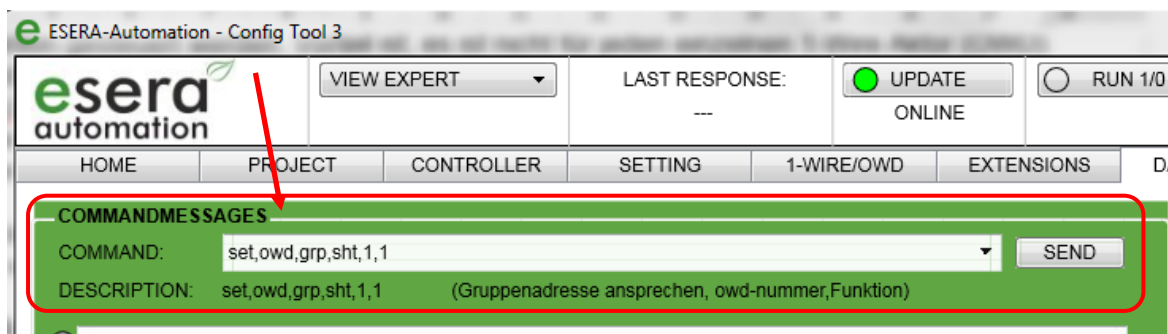 ESERA-Automation - Config Tool 3
esera
automation
VIEW EXPERT
LAST RESPONSE:
---
UPDATE
ONLINE
RUN 1/0
HOME PROJECT CONTROLLER SETTING 1-WIRE/OWD EXTENSIONS
COMMANDMESSAGES
COMMAND: set,owd,grp,sht,1,1 SEND
DESCRIPTION: set,owd,grp,sht,1,1 (Gruppenadresse ansprechen, owd-nummer,Funktion)